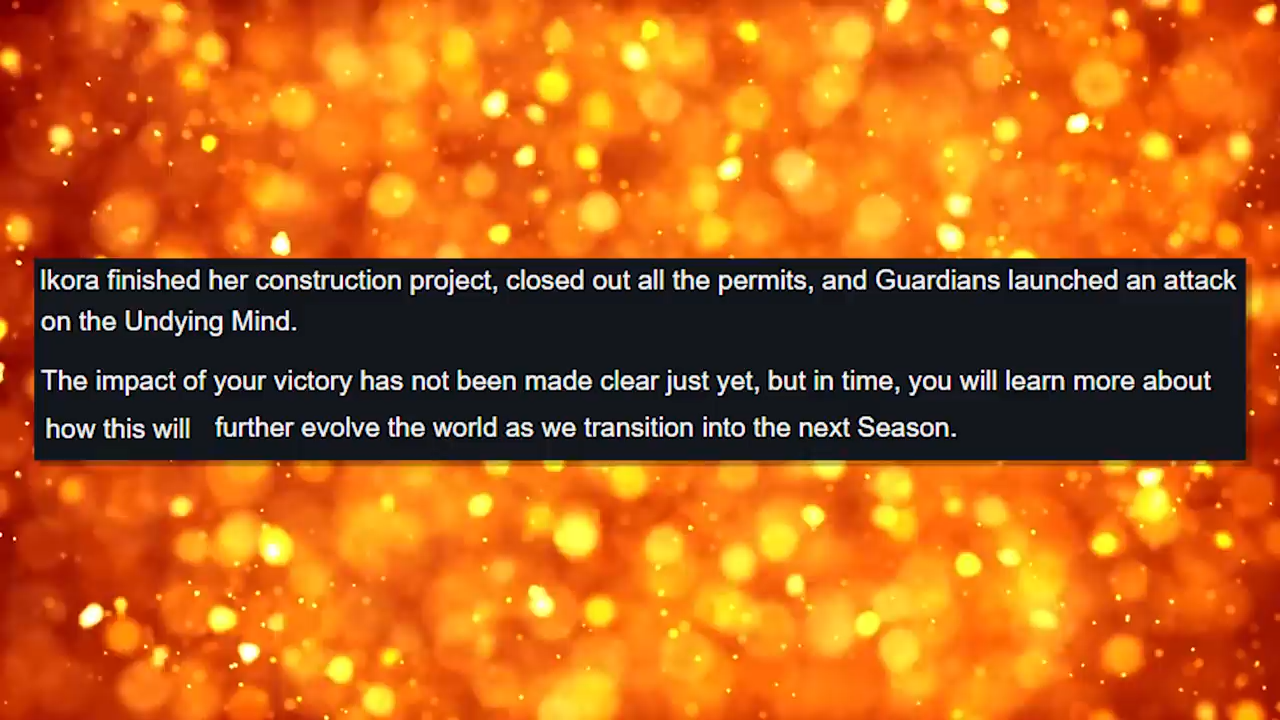 Ikora finished her construction project, closed out all the permits, and Guardians launched an attack
on the Undying Mind.
The impact of your victory has not been made clear just yet, but in time, you will learn more about
how this will further evolve the world as we transition into the next Season.